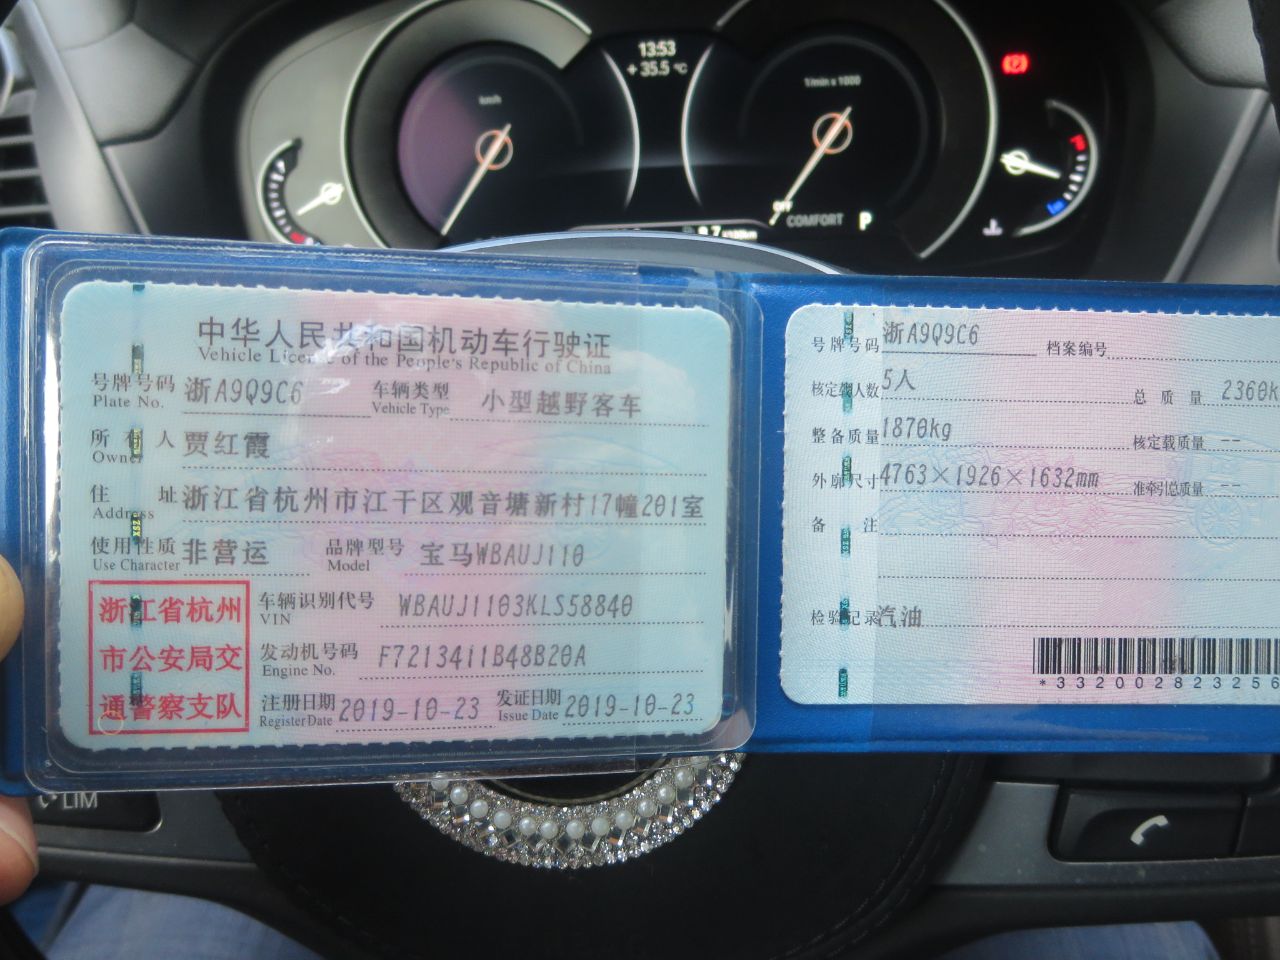 13:53
+35.5 °C
km/h
1/min x 1000
OFF
COMFORT P
中华人民共和国机动车行驶证
Vehicle License of the People's Republic of China
号牌号码 浙A9Q9C6 车辆类型 小型越野客车
Plate No. Vehicle Type
所有人 贾红霞
Owner
住址 浙江省杭州市江干区观音塘新村17幢201室
Address
使用性质 非营运 品牌型号 宝马WBAUJ110
Use Character Model
浙江省杭州
市公安局交
通警察支队
车辆识别代号 WBAUJ1103KLS58840
VIN
发动机号码 F7213411B48B20A
Engine No.
注册日期 2019-10-23 发证日期 2019-10-23
Register Date Issue Date
号牌号码 浙A9Q9C6 档案编号
核定载人数 5人 总质量 2360k
整备质量 1870kg 核定载质量 --
外廓尺寸 4763×1926×1632mm 准牵引总质量 --
备注
检验记录 汽油
*332002823256
LIM